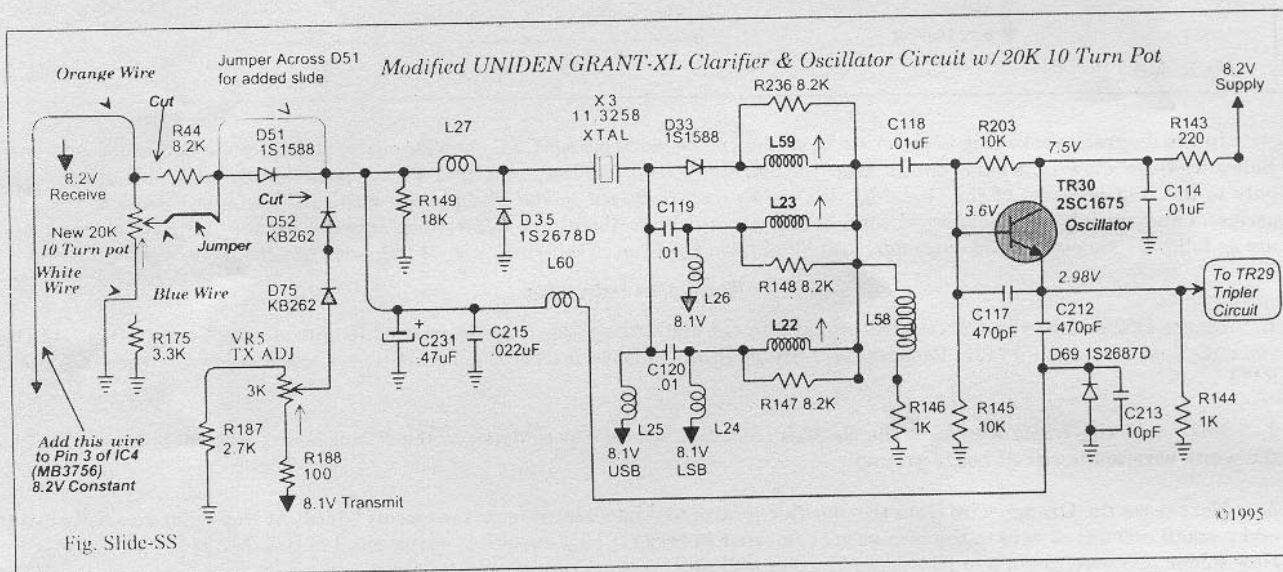 Modified UNIDEN GRANT-XL Clarifier & Oscillator Circuit w/20K 10 Turn Pot
Orange Wire
Jumper Across D51
for added slide
Cut
R44
8.2K
D51
1S1588
8.2V
Receive
New 20K
10 Turn pot
Jumper
White
Wire
Blue Wire
R175
3.3K
Add this wire
to Pin 3 of IC4
(MB3756)
8.2V Constant
Cut
D52
KB262
D75
KB262
VR5
TX ADJ
3K
R187
2.7K
R188
100
8.1V Transmit
L27
R149
18K
D35
1S2678D
L60
C231
.47uF
+
C215
.022uF
X3
11.3258
XTAL
D33
1S1588
R236 8.2K
L59
C119
.01
L23
L26
8.1V
R148 8.2K
L22
C120
.01
R147 8.2K
L25
8.1V
USB
L24
8.1V
LSB
L58
R146
1K
C118
.01uF
R203
10K
7.5V
R143
220
8.2V
Supply
C114
.01uF
TR30
2SC1675
Oscillator
3.6V
2.98V
To TR29
Tripler
Circuit
C117
470pF
C212
470pF
D69 1S2687D
R145
10K
C213
10pF
R144
1K
©1995
Fig. Slide-SS